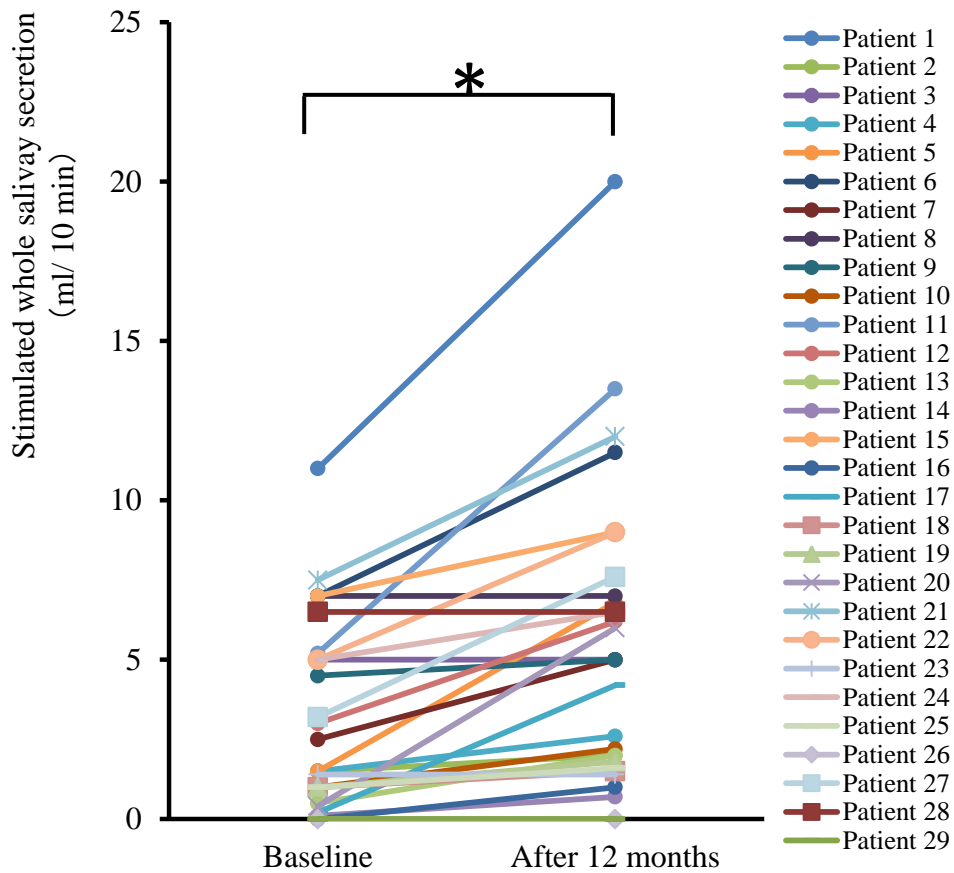 Stimulated whole salivay secretion
(ml/ 10 min)
25
20
15
10
5
0
*
Baseline
After 12 months
Patient 1
Patient 2
Patient 3
Patient 4
Patient 5
Patient 6
Patient 7
Patient 8
Patient 9
Patient 10
Patient 11
Patient 12
Patient 13
Patient 14
Patient 15
Patient 16
Patient 17
Patient 18
Patient 19
Patient 20
Patient 21
Patient 22
Patient 23
Patient 24
Patient 25
Patient 26
Patient 27
Patient 28
Patient 29